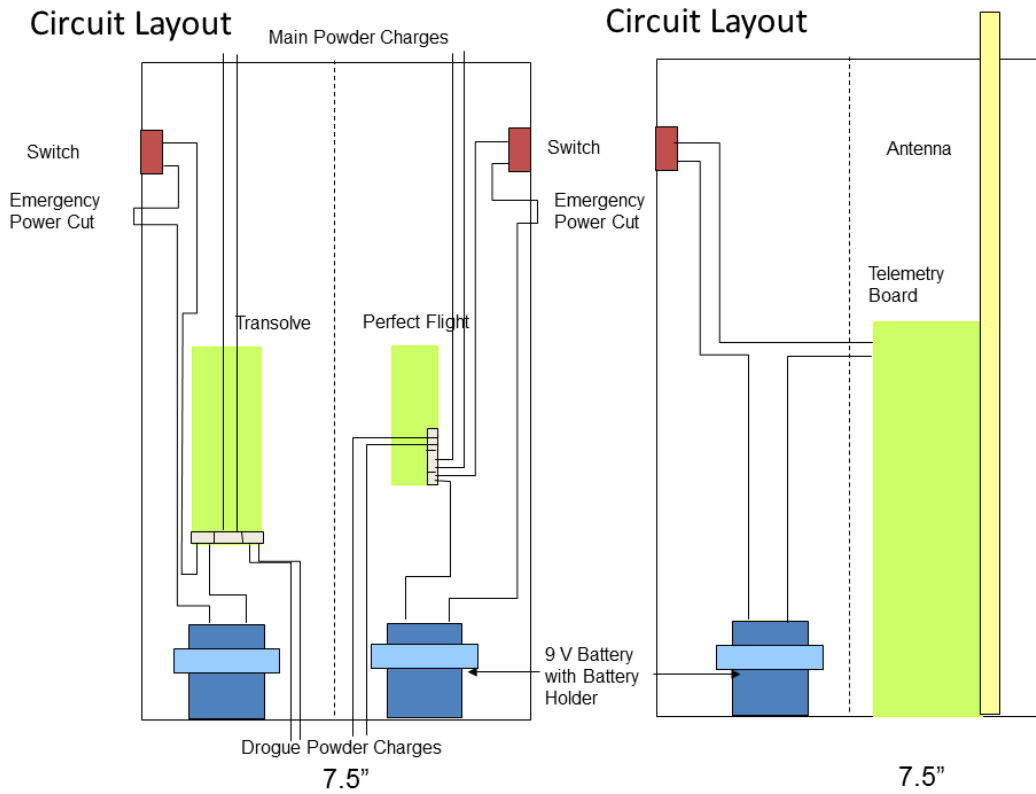 Circuit Layout
Main Powder Charges
Switch
Switch
Emergency
Power Cut
Emergency
Power Cut
Transolve
Perfect Flight
9 V Battery
with Battery
Holder
Drogue Powder Charges
7.5”
Circuit Layout
Antenna
Telemetry
Board
7.5”